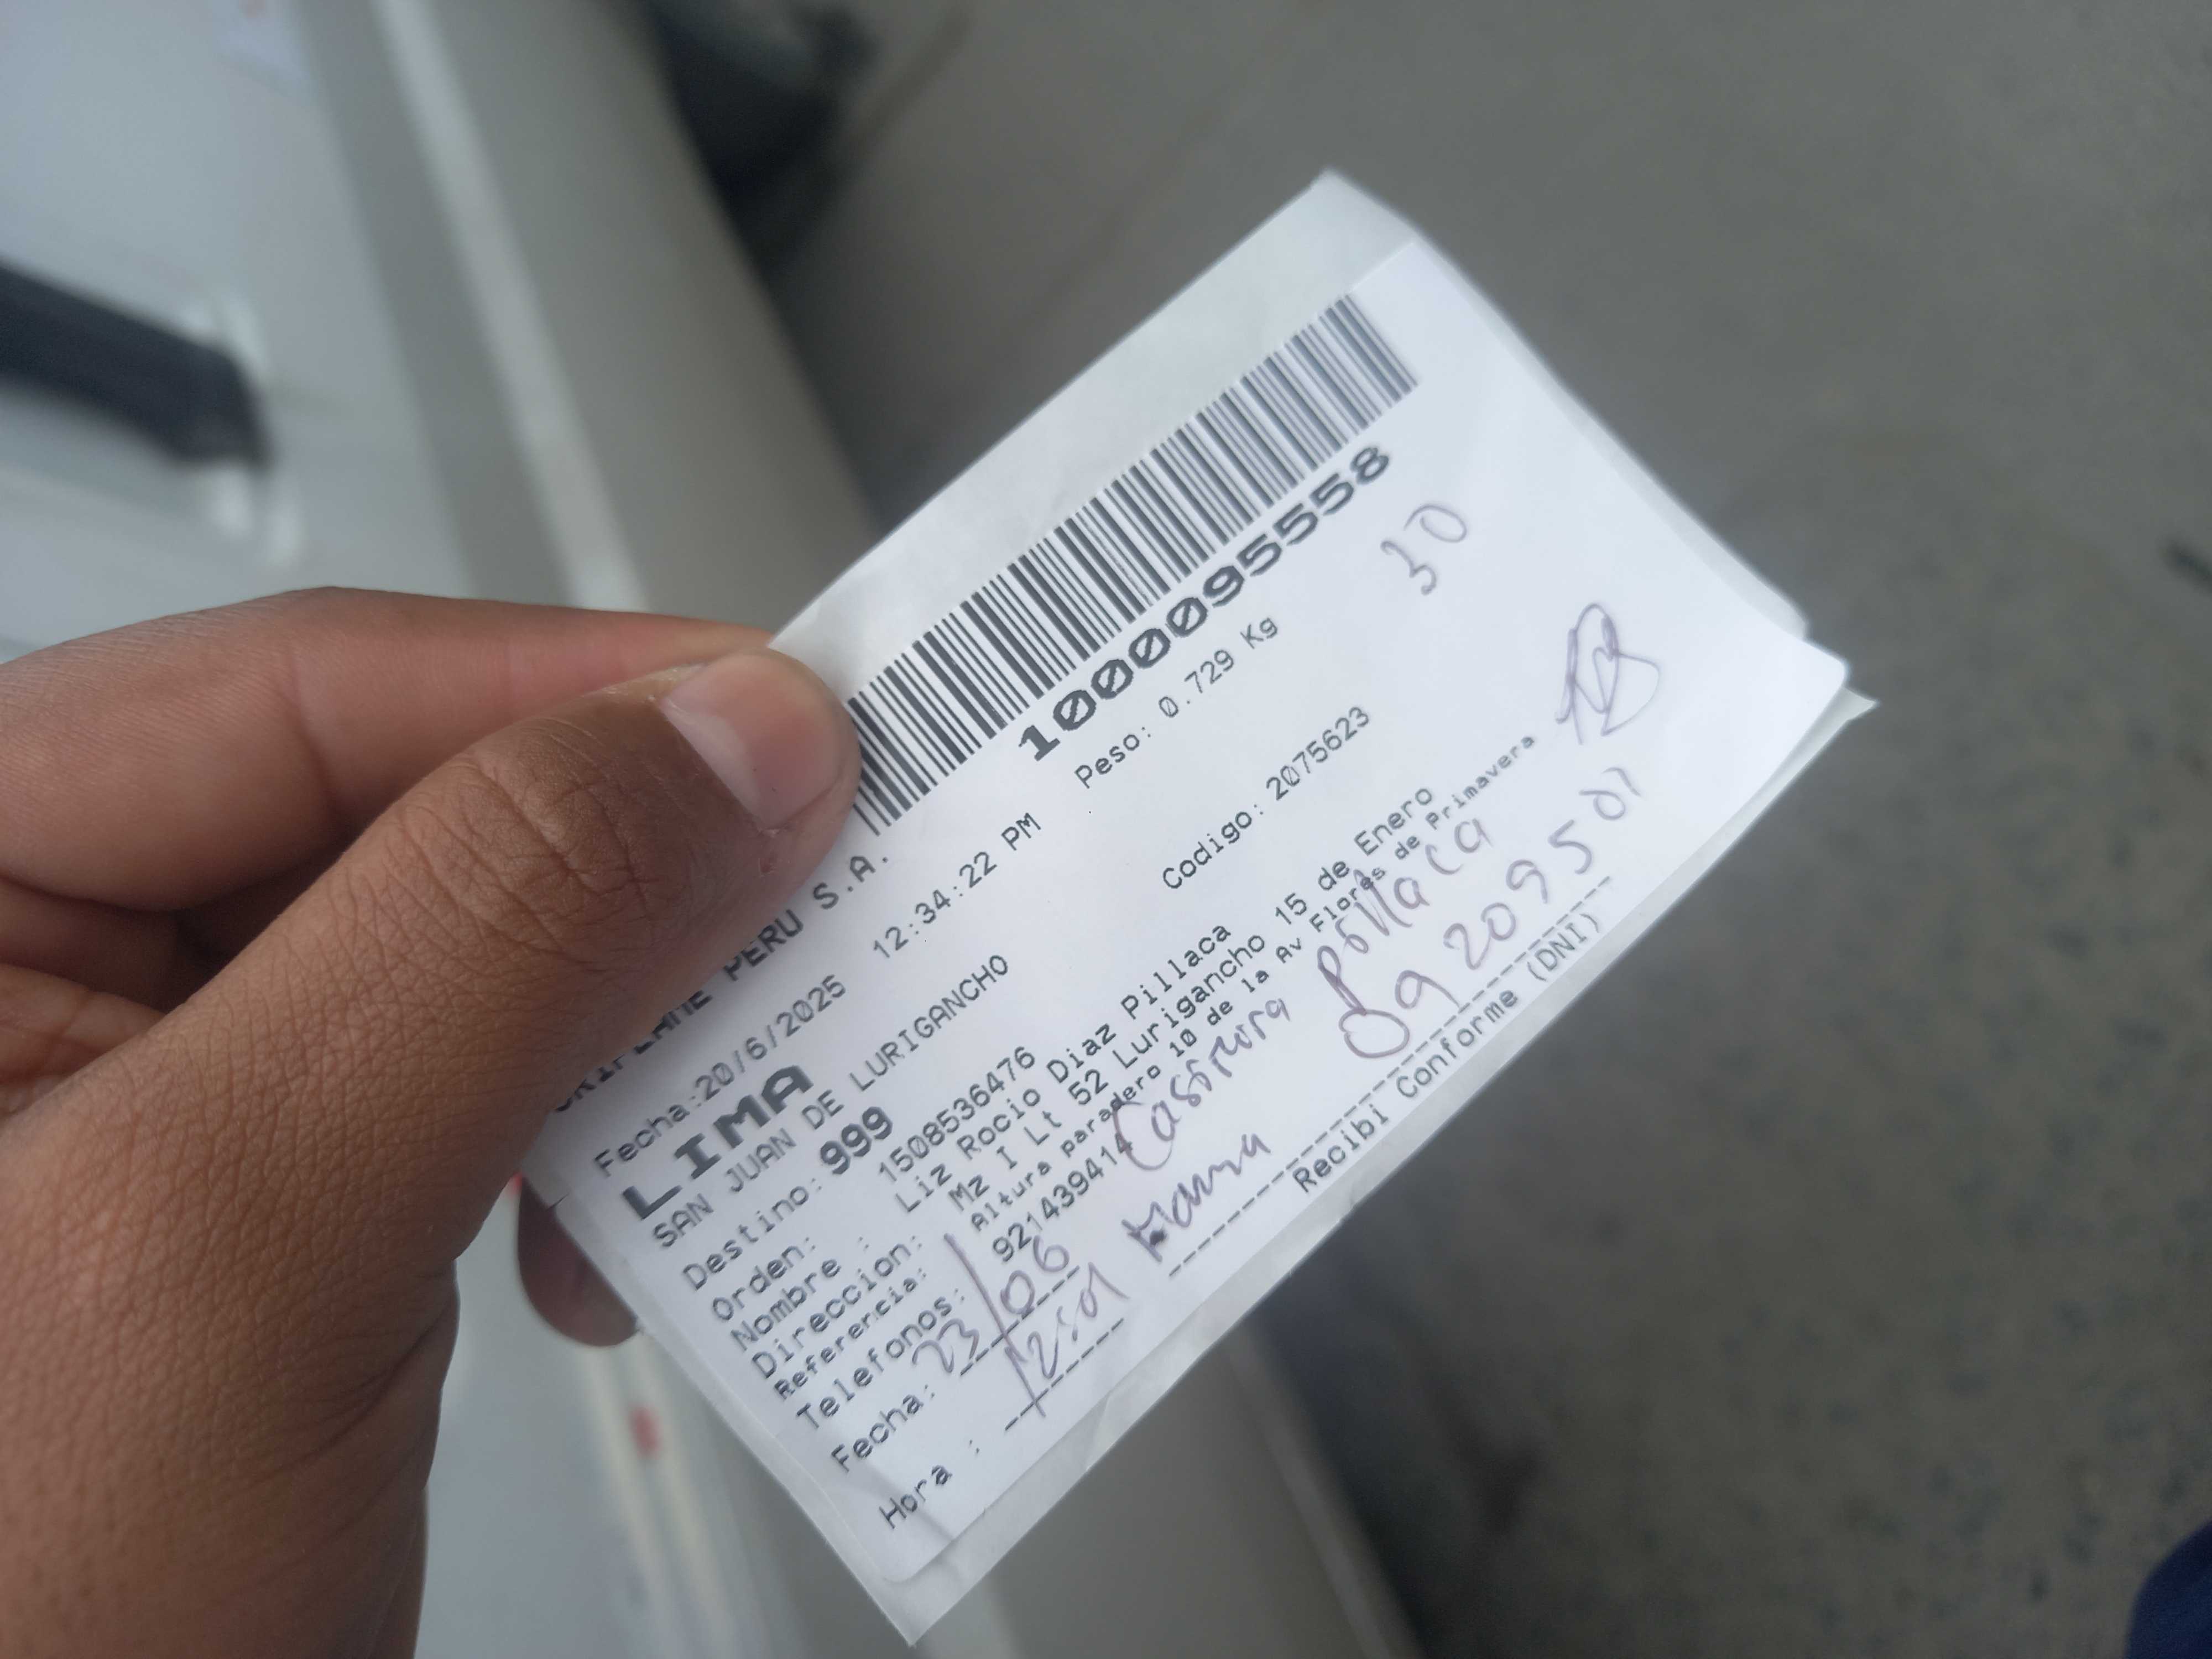 1000095558
Peso: 0.729 Kg
30
PERU S.A.
Fecha:20/6/2025 12:34:22 PM
LIMA
SAN JUAN DE LURIGANCHO
Destino: 999
Codigo: 2075623
Orden: 1508536476
Nombre : Liz Rocio Diaz Pillaca
Direccion: Mz I Lt 52 Lurigancho 15 de Enero
Referencia: Altura paradero 10 de la Av Flores de Primavera
Telefonos: 921439414
Casimira Pillaca
Fecha: 23/06
09209501
Hora :
Recibi Conforme (DNI)